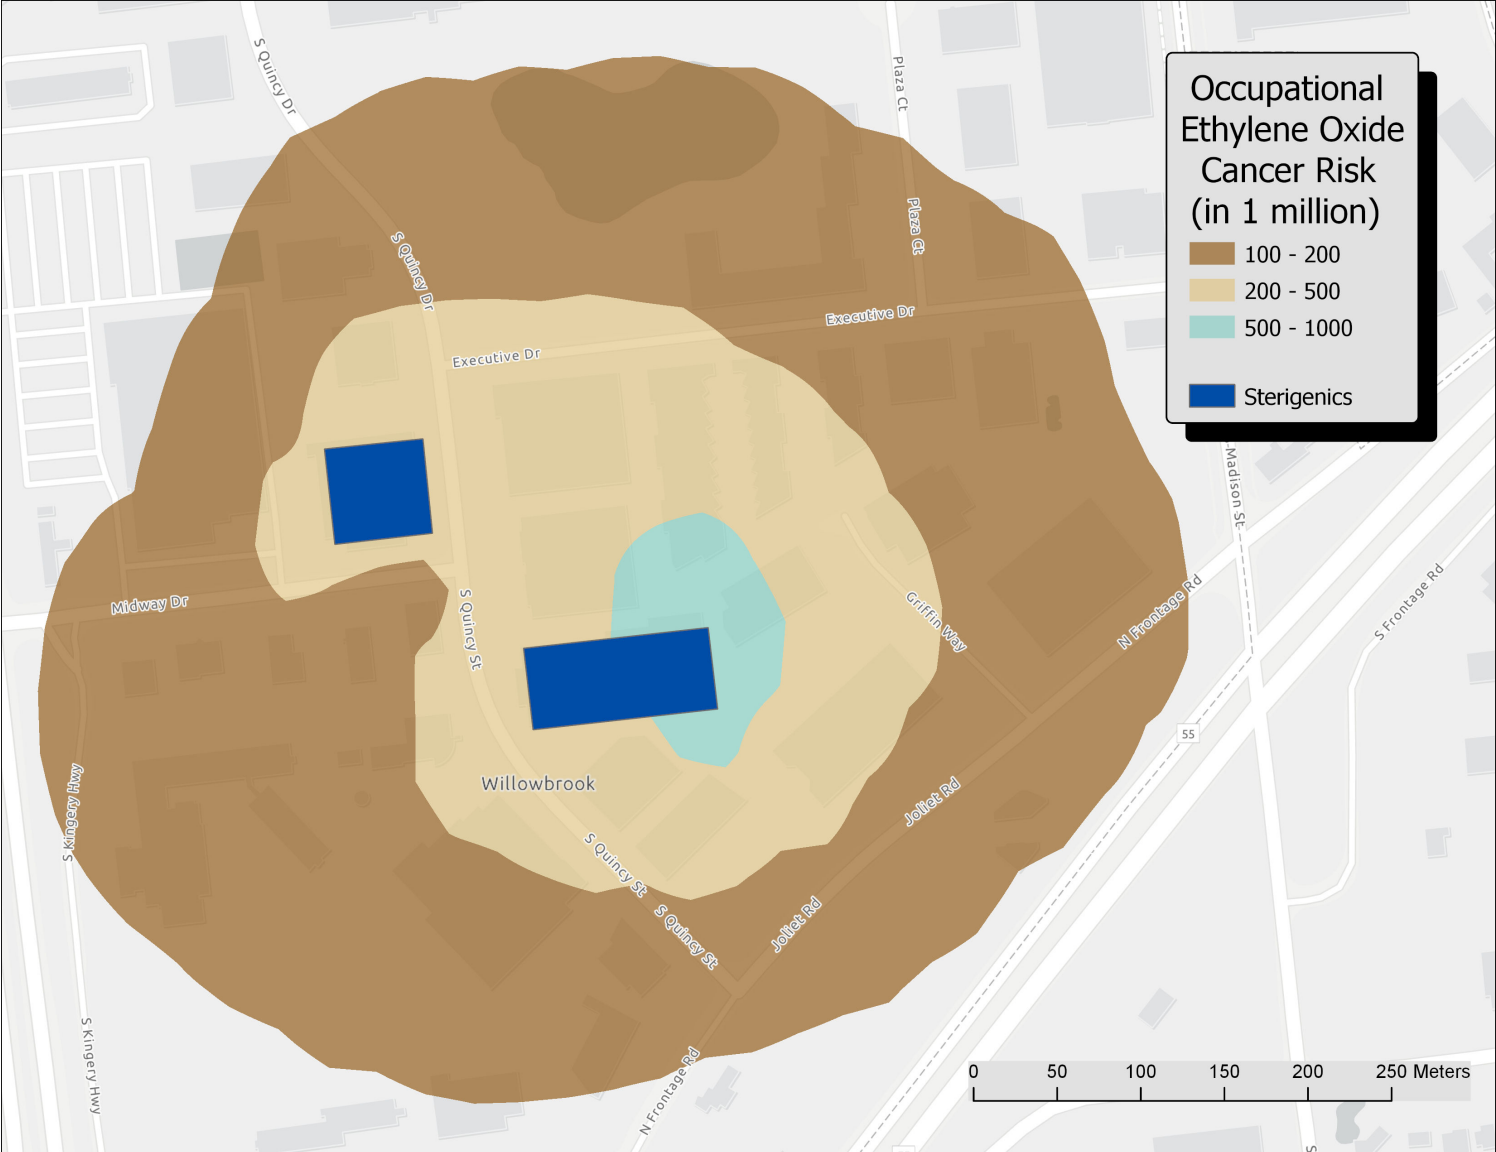 S Quincy Dr
Plaza Ct
Occupational
Ethylene Oxide
Cancer Risk
(in 1 million)
100 - 200
200 - 500
500 - 1000
Sterigenics
S Quincy Dr
Plaza Ct
Executive Dr
Executive Dr
Madison St
Midway Dr
S Quincy St
Griffin Way
N Frontage Rd
S Frontage Rd
55
S Kingery Hwy
Willowbrook
Joliet Rd
S Quincy St
S Quincy St
Joliet Rd
S Kingery Hwy
N Frontage Rd
0 50 100 150 200 250 Meters
S